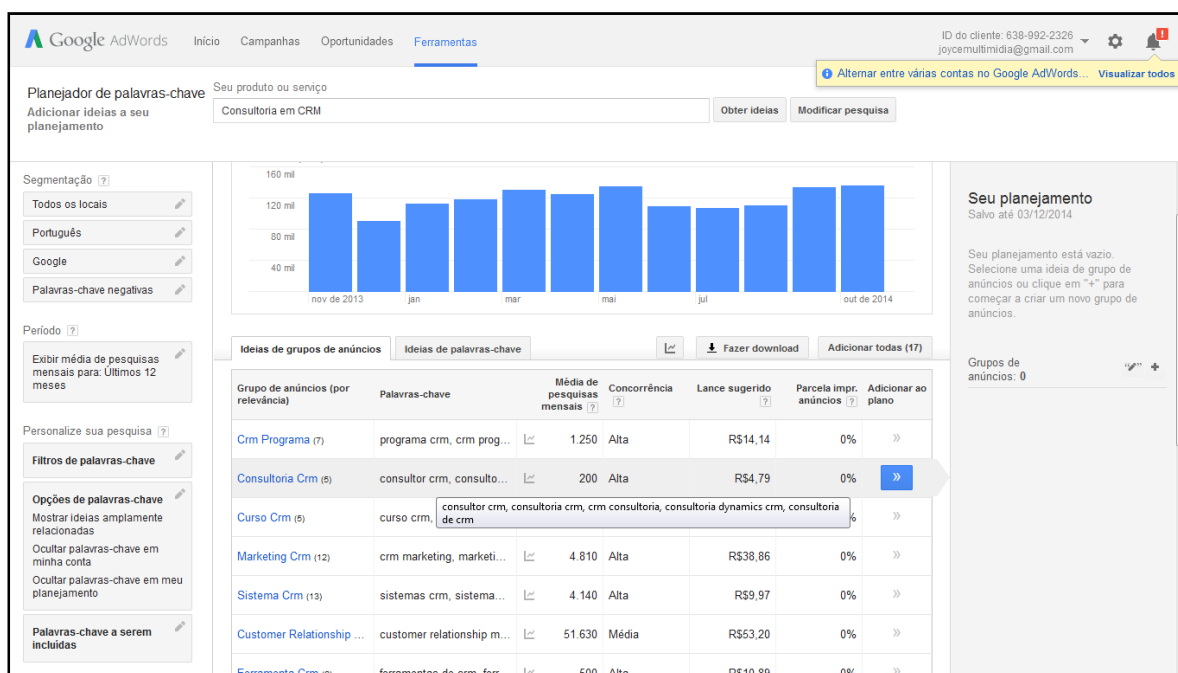 Google AdWords
Início Campanhas Oportunidades Ferramentas
ID do cliente: 638-992-2326
joycemultimidia@gmail.com
!
Alternar entre várias contas no Google AdWords... Visualizar todos
Planejador de palavras-chave
Adicionar ideias a seu
planejamento
Seu produto ou serviço
Consultoria em CRM
Obter ideias Modificar pesquisa
Segmentação ?
Todos os locais
Português
Google
Palavras-chave negativas
Período ?
Exibir média de pesquisas
mensais para: Últimos 12
meses
Personalize sua pesquisa ?
Filtros de palavras-chave
Opções de palavras-chave
Mostrar ideias amplamente
relacionadas
Ocultar palavras-chave em
minha conta
Ocultar palavras-chave em meu
planejamento
Palavras-chave a serem
incluídas
160 mil
120 mil
80 mil
40 mil
nov de 2013 jan mar mai jul out de 2014
Ideias de grupos de anúncios Ideias de palavras-chave Fazer download Adicionar todas (17)
Grupo de anúncios (por
relevância)
Palavras-chave
Média de
pesquisas
mensais ?
Concorrência
?
Lance sugerido
?
Parcela impr.
anúncios ?
Adicionar ao
plano
Crm Programa (7) programa crm, crm prog... 1.250 Alta R$14,14 0% »
Consultoria Crm (5) consultor crm, consulto... 200 Alta R$4,79 0% »
consultor crm, consultoria crm, crm consultoria, consultoria dynamics crm, consultoria
de crm
Curso Crm (5) curso crm, »
Marketing Crm (12) crm marketing, marketi... 4.810 Alta R$38,86 0% »
Sistema Crm (13) sistemas crm, sistema... 4.140 Alta R$9,97 0% »
Customer Relationship ... customer relationship m... 51.630 Média R$53,20 0% »
Ferramenta Crm ferramentas de crm, ferr... 500 Alta R$10,89 0% »
Seu planejamento
Salvo até 03/12/2014
Seu planejamento está vazio.
Selecione uma ideia de grupo de
anúncios ou clique em "+" para
começar a criar um novo grupo de
anúncios.
Grupos de
anúncios: 0
+